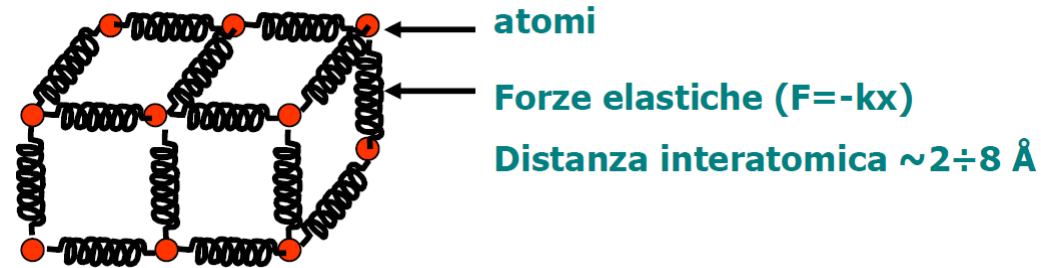 atomi
Forze elastiche (F=-kx)
Distanza interatomica ~2÷8 Å